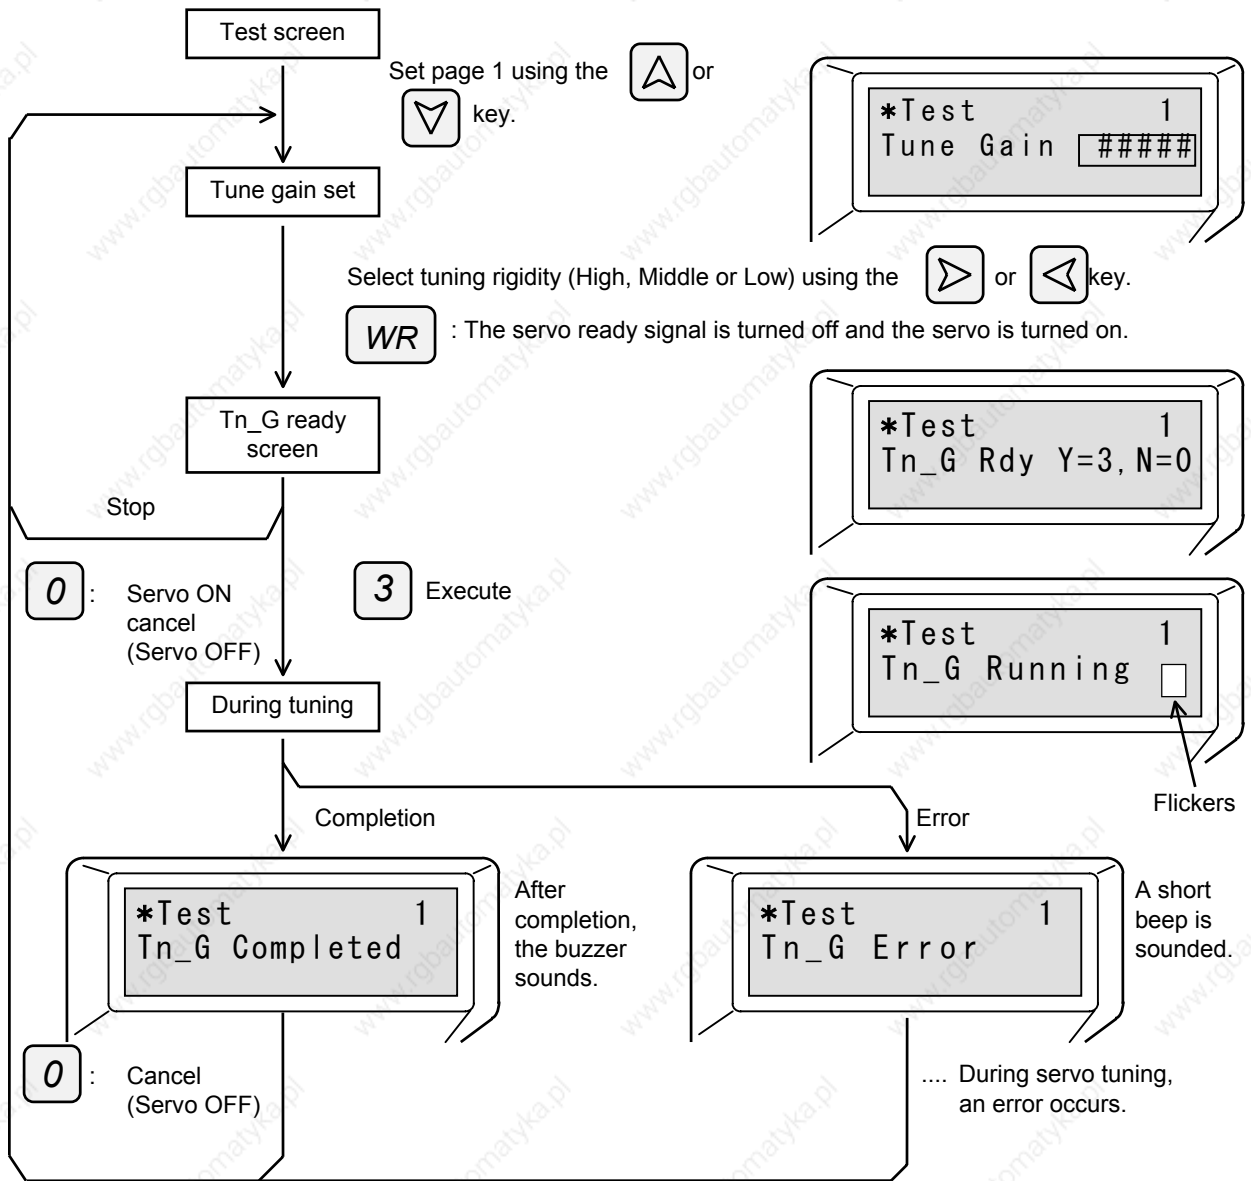 Test screen
Set page 1 using the or
key.
*Test 1
Tune Gain #####
Tune gain set
Select tuning rigidity (High, Middle or Low) using the or key.
WR : The servo ready signal is turned off and the servo is turned on.
Tn_G ready
screen
*Test 1
Tn_G Rdy Y=3,N=0
Stop
0 : Servo ON
cancel
(Servo OFF)
3 Execute
*Test 1
Tn_G Running
Flickers
During tuning
Completion
Error
*Test 1
Tn_G Completed
After
completion,
the buzzer
sounds.
*Test 1
Tn_G Error
A short
beep is
sounded.
0 : Cancel
(Servo OFF)
.... During servo tuning,
an error occurs.
www.rgbautomatyka.pl